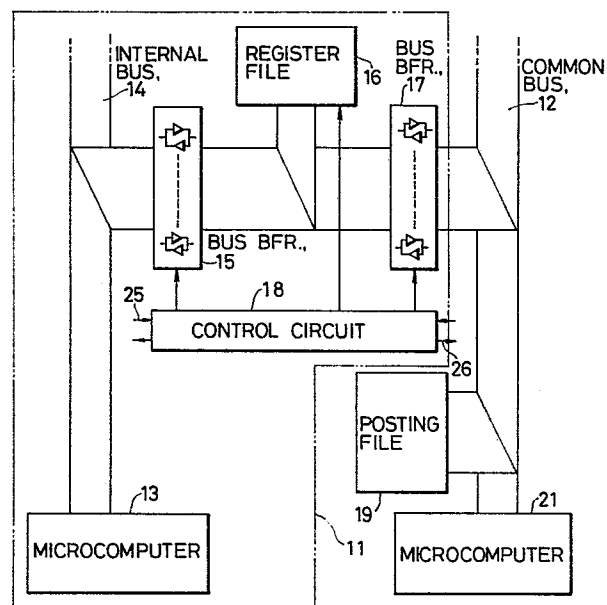 INTERNAL
BUS,
14
REGISTER
FILE
16
BUS
BFR.,
17
COMMON
BUS,
12
BUS BFR.,
15
18
25
CONTROL CIRCUIT
26
POSTING
FILE
19
13
MICROCOMPUTER
11
21
MICROCOMPUTER